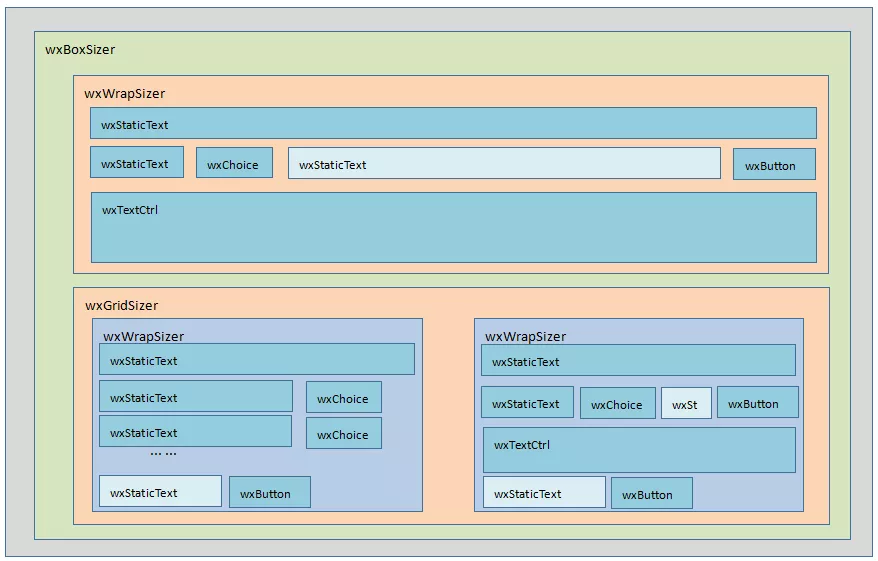 wxBoxSizer
wxWrapSizer
wxStaticText
wxStaticText wxChoice wxStaticText wxButton
wxTextCtrl
wxGridSizer
wxWrapSizer
wxStaticText
wxStaticText wxChoice
wxStaticText wxChoice
... ...
wxStaticText wxButton
wxWrapSizer
wxStaticText
wxStaticText wxChoice wxSt wxButton
wxTextCtrl
wxStaticText wxButton